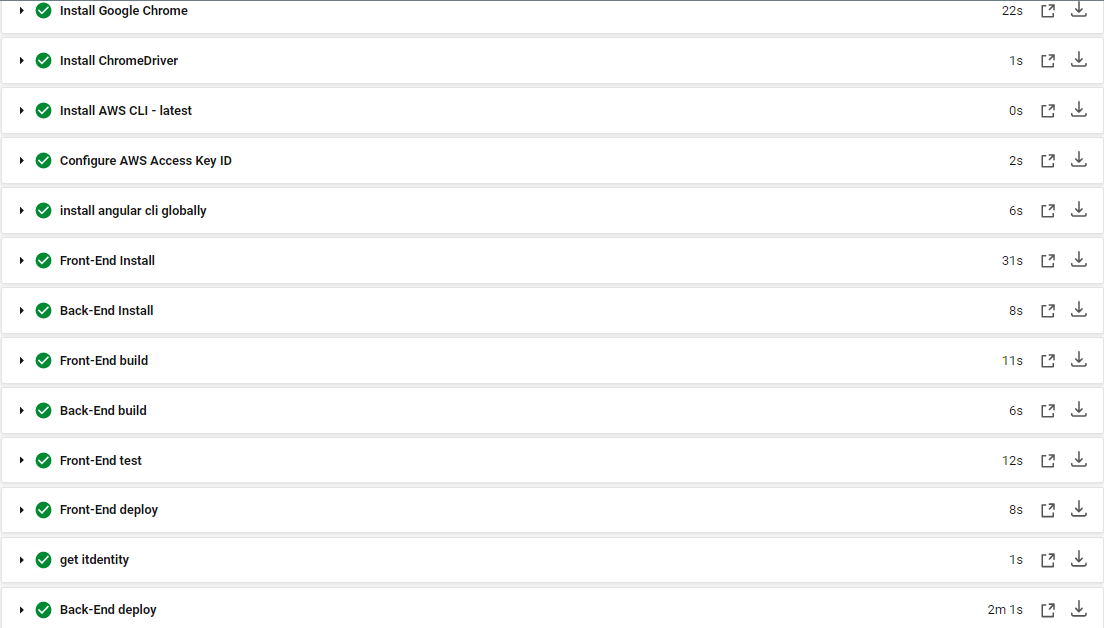 Install Google Chrome 22s
Install ChromeDriver 1s
Install AWS CLI - latest 0s
Configure AWS Access Key ID 2s
install angular cli globally 6s
Front-End Install 31s
Back-End Install 8s
Front-End build 11s
Back-End build 6s
Front-End test 12s
Front-End deploy 8s
get itdentity 1s
Back-End deploy 2m 1s